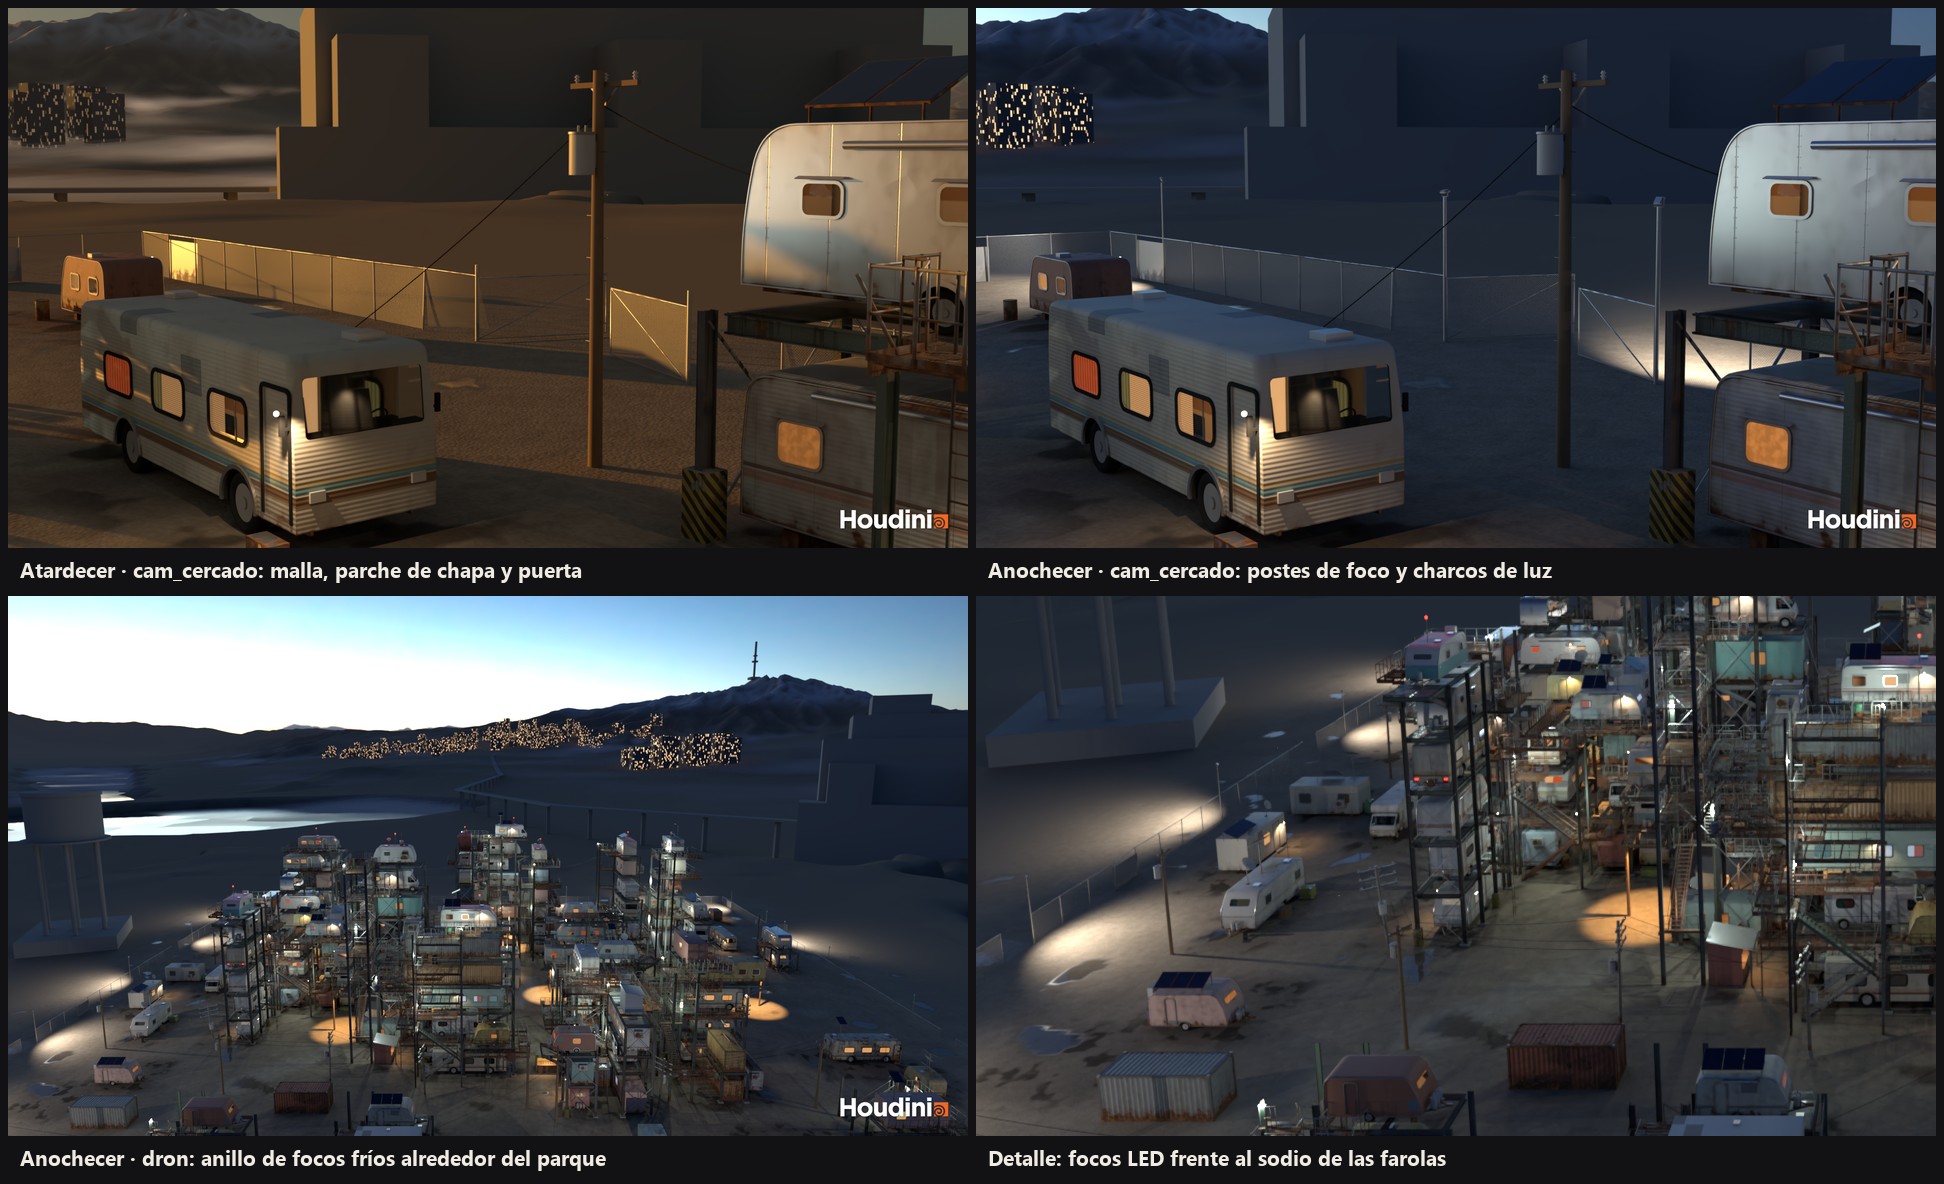 Houdini
Houdini
Atardecer · cam_cercado: malla, parche de chapa y puerta
Anochecer · cam_cercado: postes de foco y charcos de luz
Houdini
Anochecer · dron: anillo de focos fríos alrededor del parque
Detalle: focos LED frente al sodio de las farolas